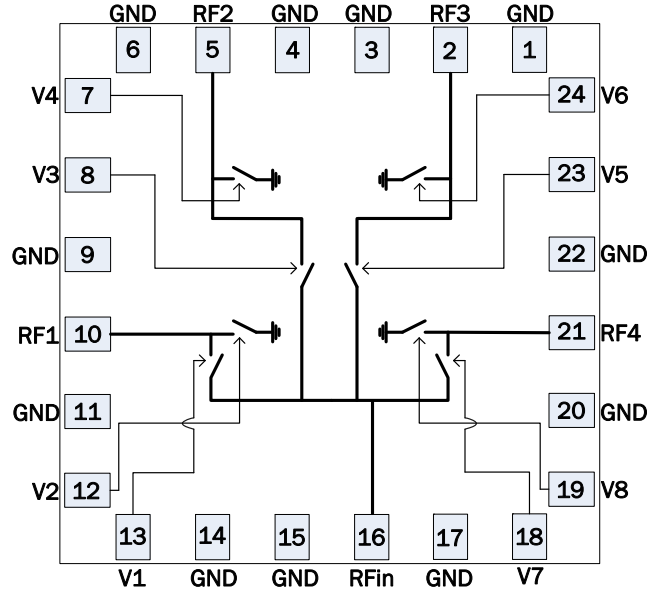 GND RF2 GND GND RF3 GND
6 5 4 3 2 1
V4 7 24 V6
V3 8 23 V5
GND 9 22 GND
RF1 10 21 RF4
GND 11 20 GND
V2 12 19 V8
13 14 15 16 17 18
V1 GND GND RFin GND V7